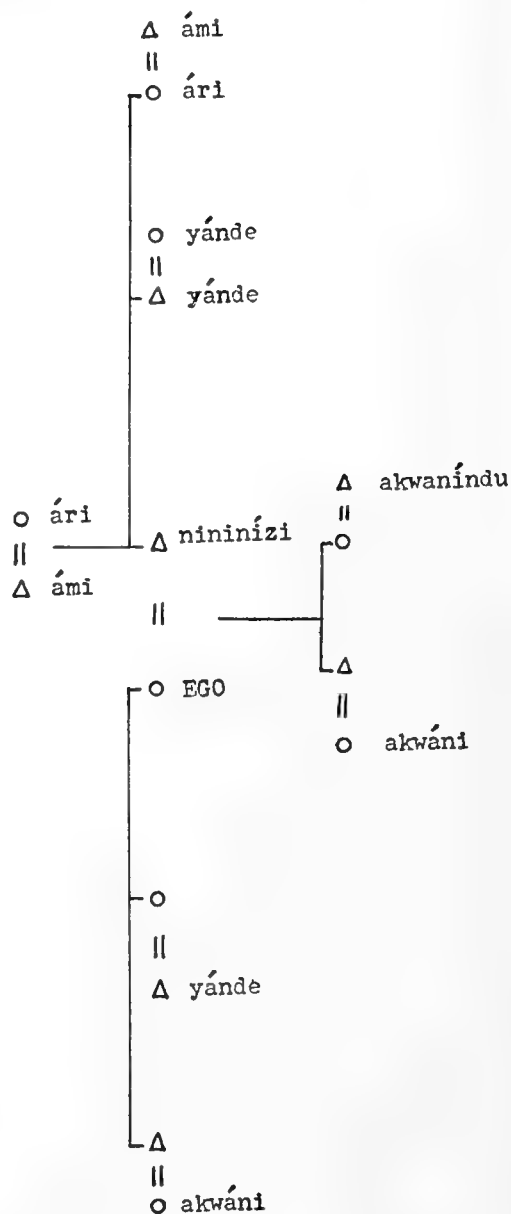 ámi
ári
yánde
yánde
akwaníndu
ári
nininízi
ámi
EGO
akwáni
yánde
akwáni